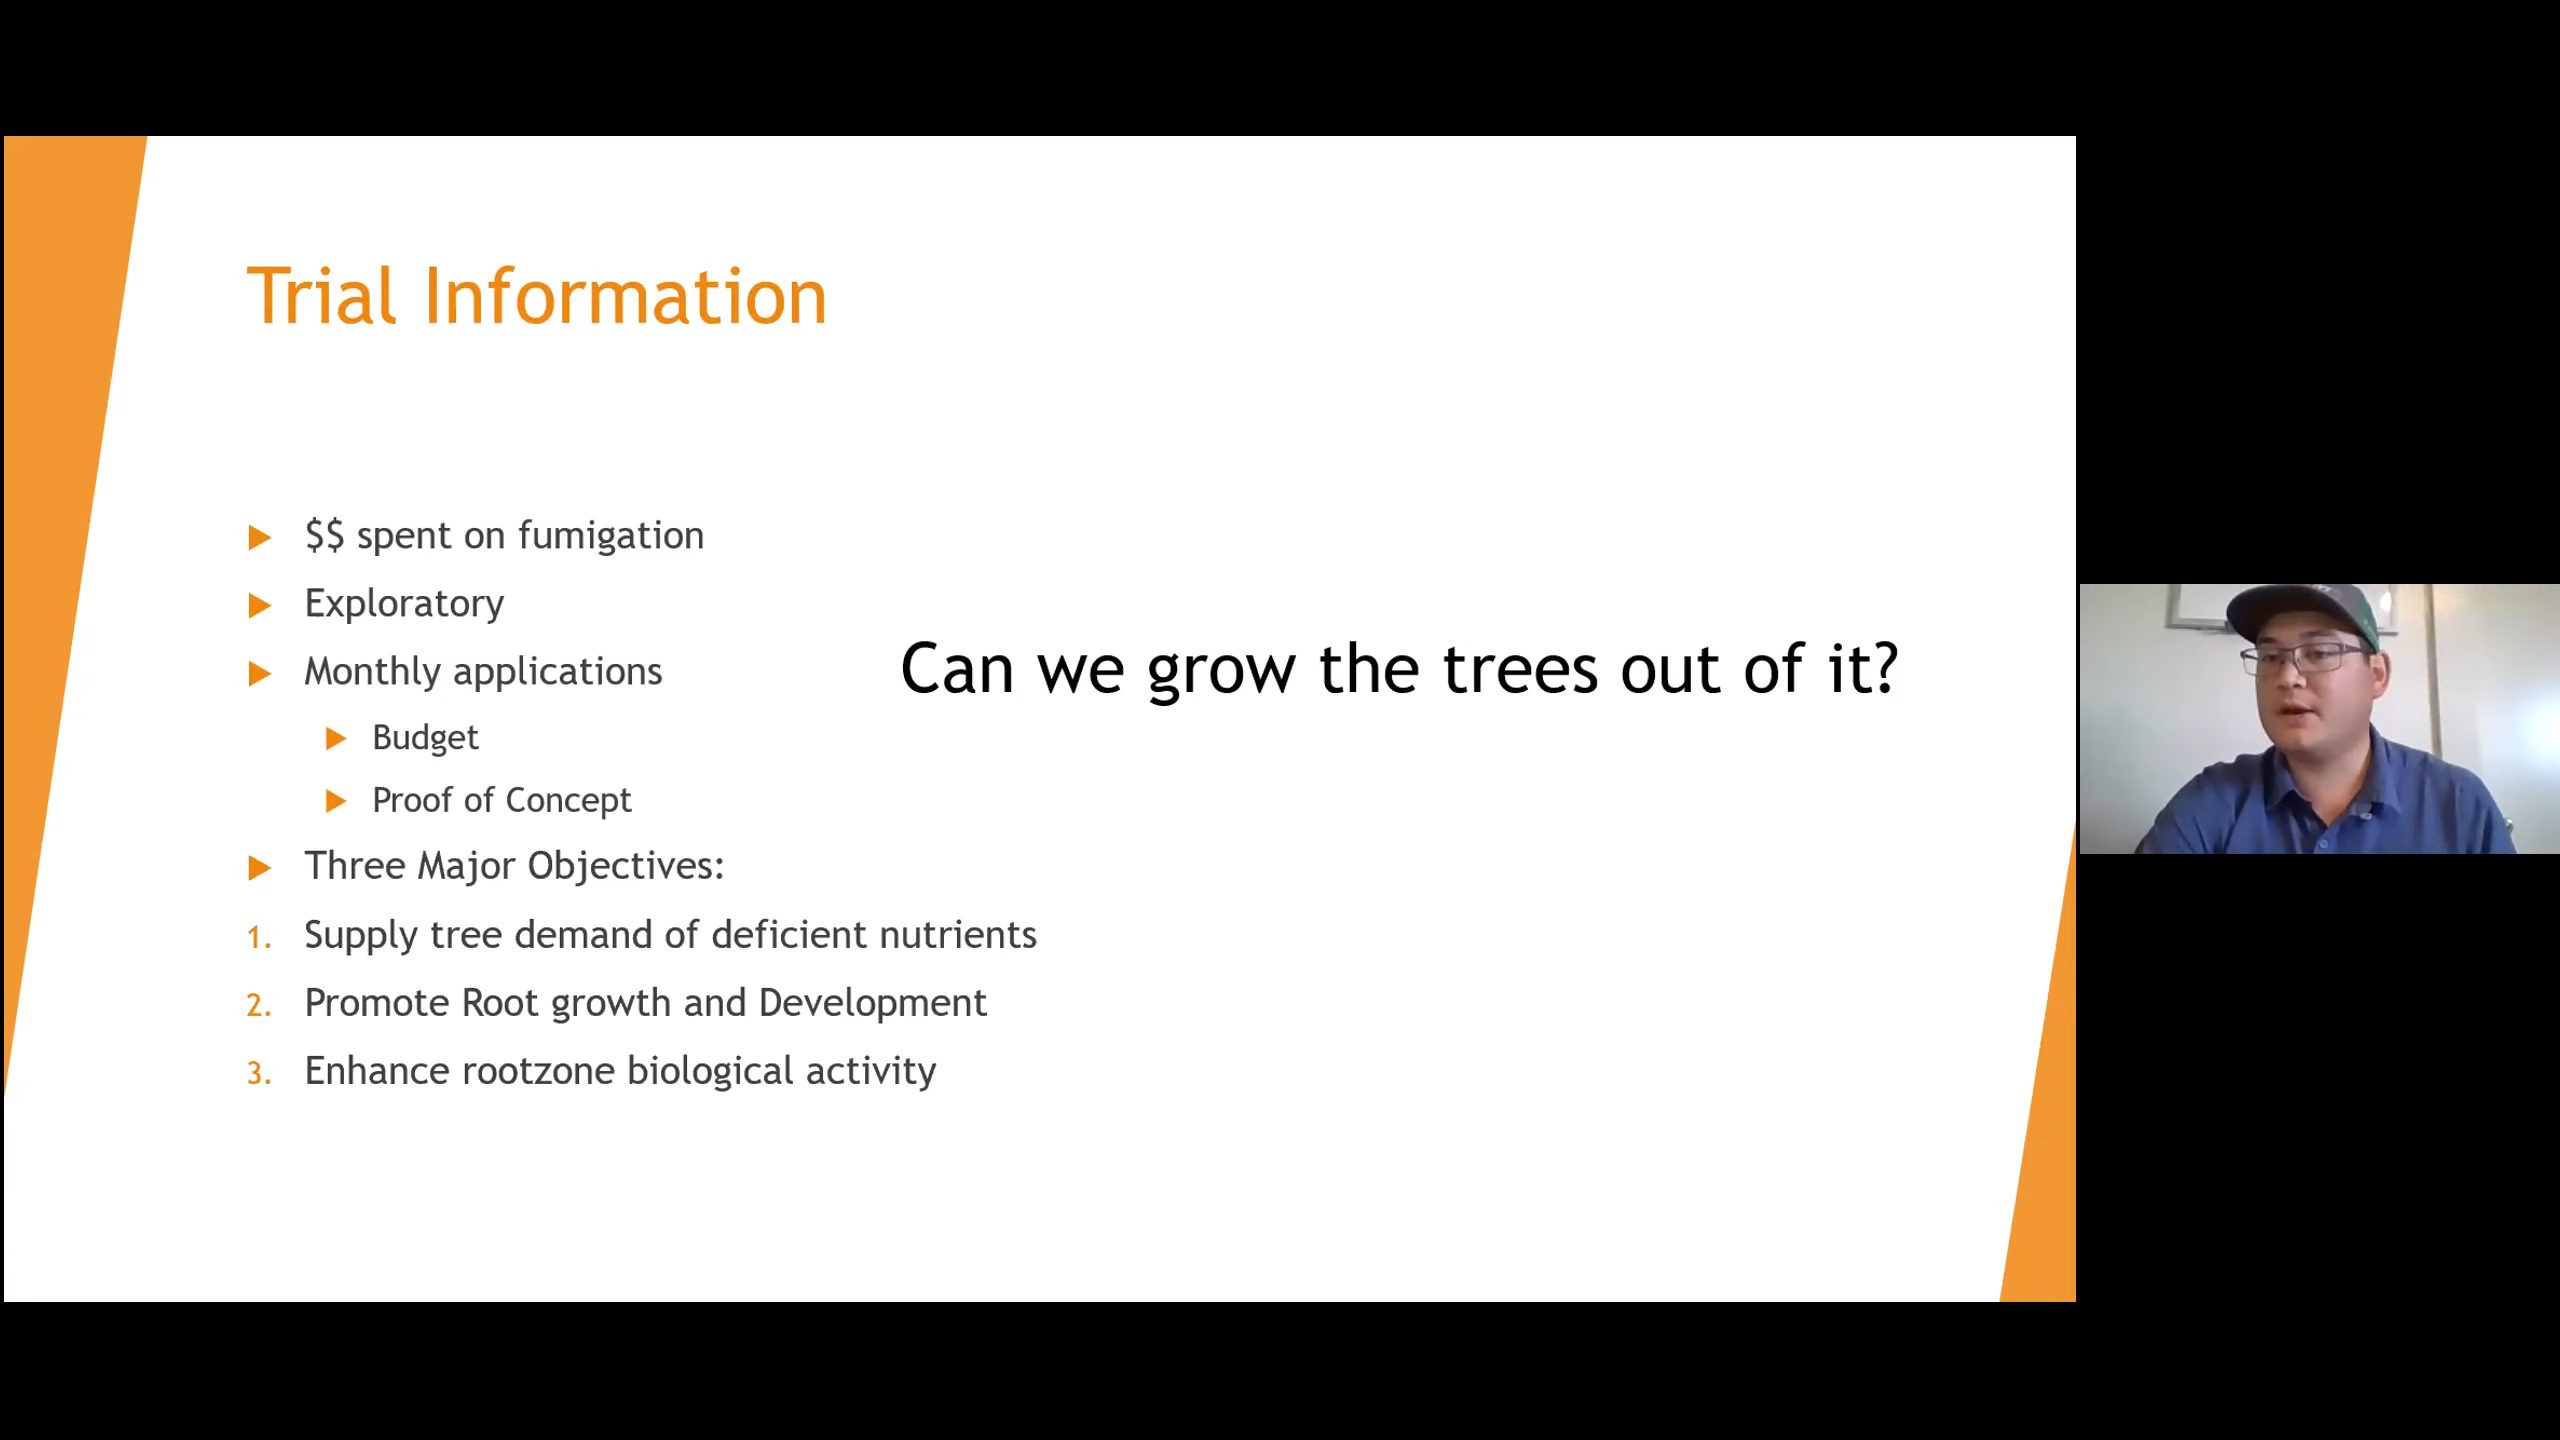 Trial Information
$$ spent on fumigation
Exploratory
Monthly applications
Budget
Proof of Concept
Three Major Objectives:
1. Supply tree demand of deficient nutrients
2. Promote Root growth and Development
3. Enhance rootzone biological activity
Can we grow the trees out of it?